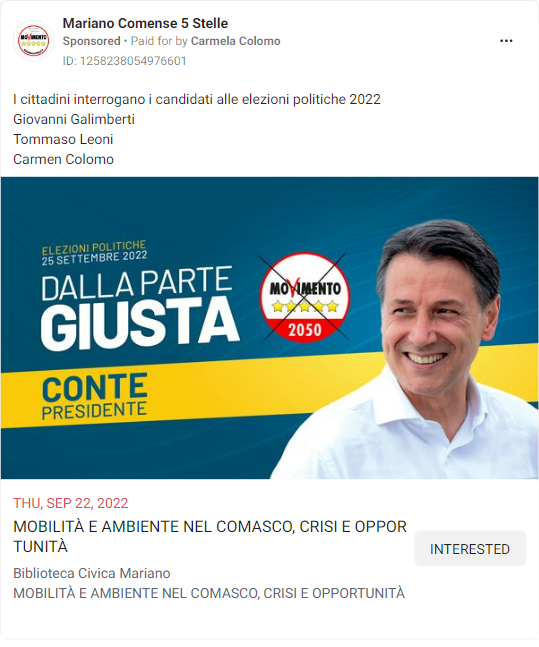 Mariano Comense 5 Stelle
Sponsored • Paid for by Carmela Colomo
ID: 1258238054976601
I cittadini interrogano i candidati alle elezioni politiche 2022
Giovanni Galimberti
Tommaso Leoni
Carmen Colomo
ELEZIONI POLITICHE
25 SETTEMBRE 2022
DALLA PARTE
GIUSTA
MOVIMENTO
2050
CONTE
PRESIDENTE
THU, SEP 22, 2022
MOBILITÀ E AMBIENTE NEL COMASCO, CRISI E OPPOR
TUNITÀ
INTERESTED
Biblioteca Civica Mariano
MOBILITÀ E AMBIENTE NEL COMASCO, CRISI E OPPORTUNITÀ